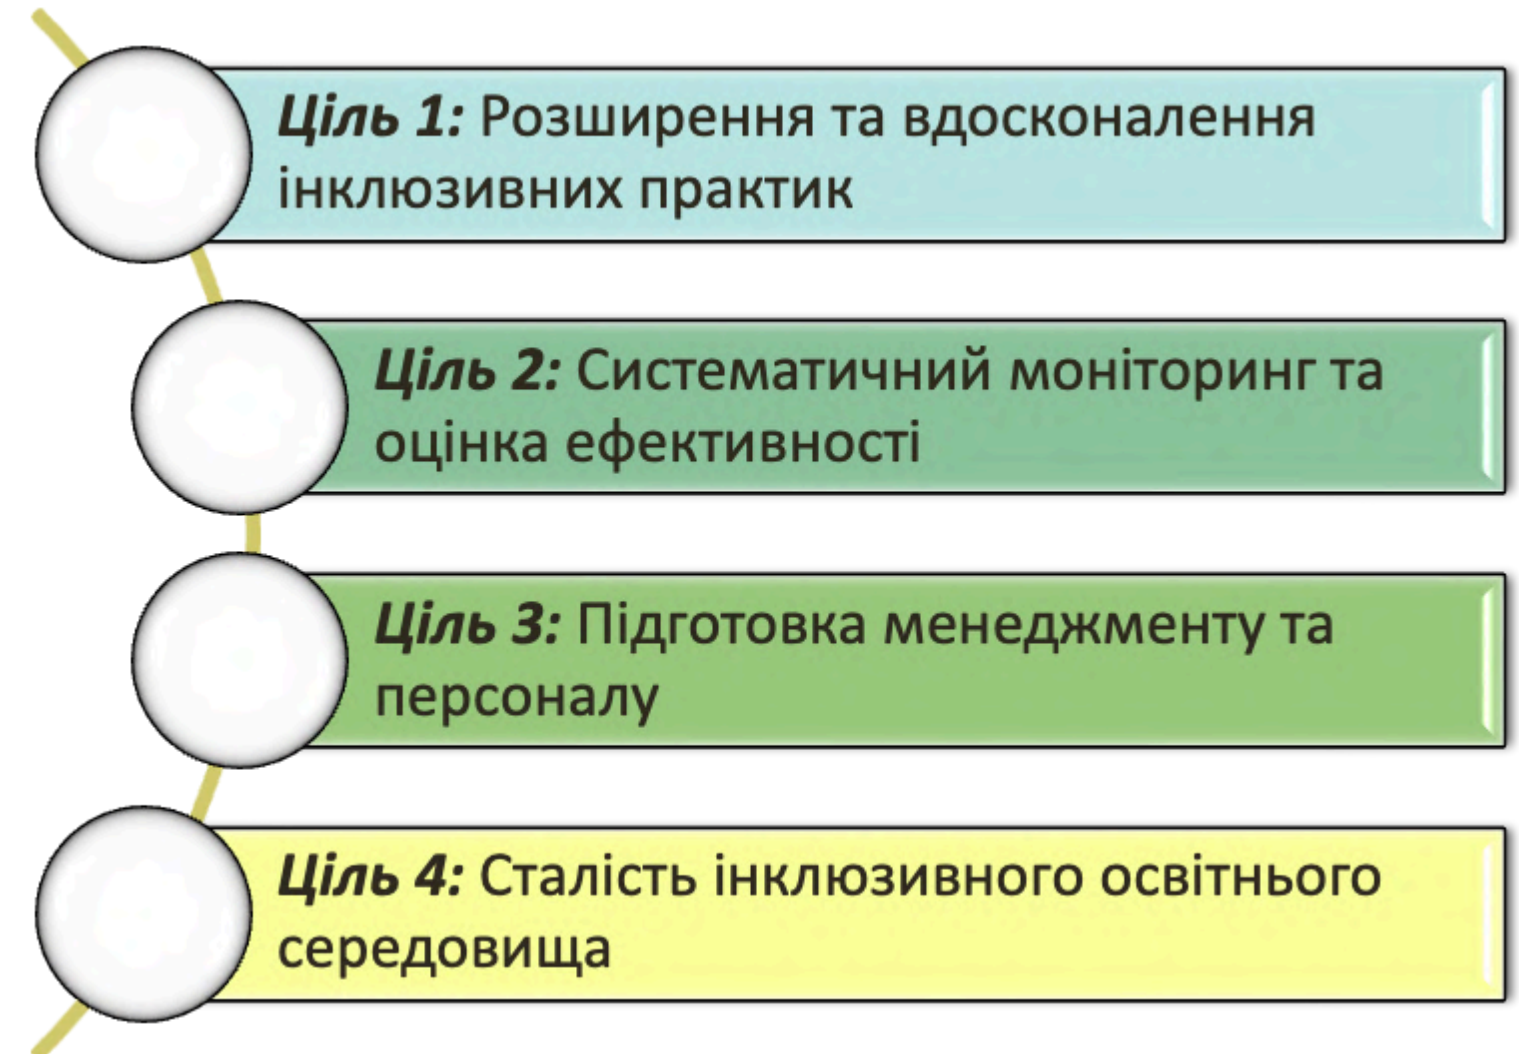 Ціль 1: Розширення та вдосконалення
інклюзивних практик
Ціль 2: Систематичний моніторинг та
оцінка ефективності
Ціль 3: Підготовка менеджменту та
персоналу
Ціль 4: Сталість інклюзивного освітнього
середовища